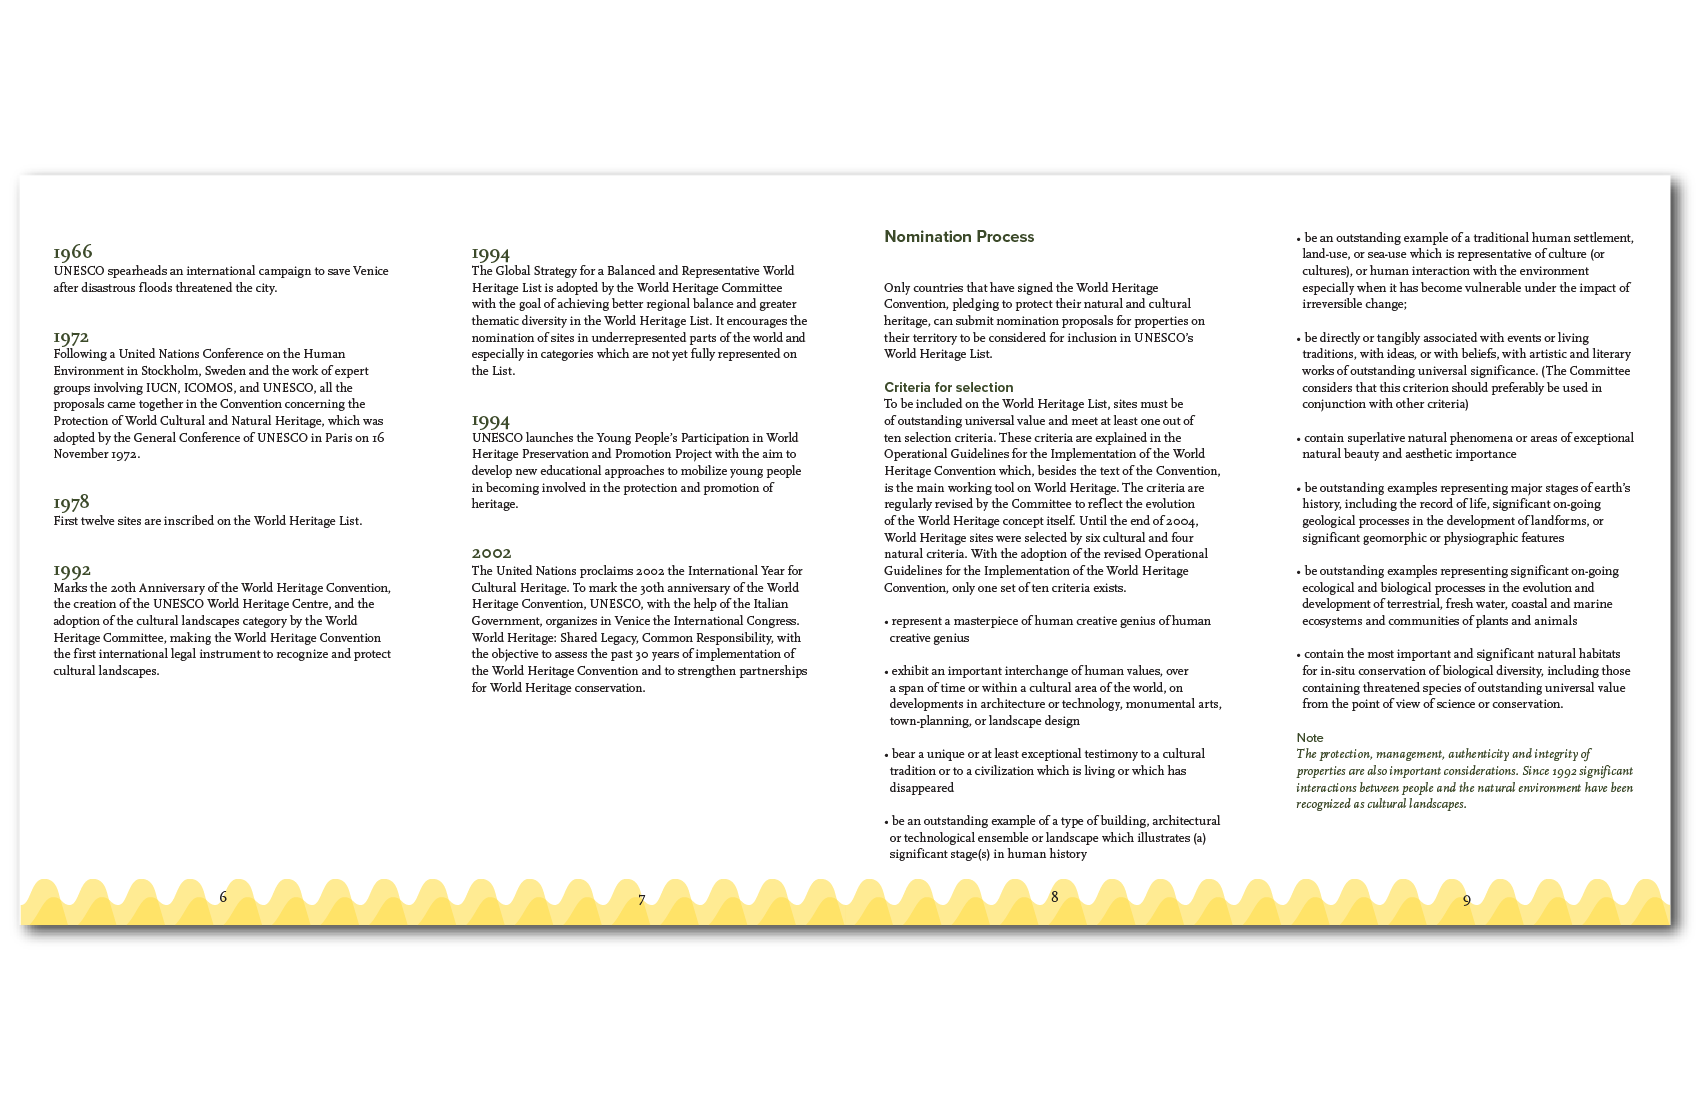 1966
UNESCO spearheads an international campaign to save Venice
after disastrous floods threatened the city.
1972
Following a United Nations Conference on the Human
Environment in Stockholm, Sweden and the work of expert
groups involving IUCN, ICOMOS, and UNESCO, all the
proposals came together in the Convention concerning the
Protection of World Cultural and Natural Heritage, which was
adopted by the General Conference of UNESCO in Paris on 16
November 1972.
1978
First twelve sites are inscribed on the World Heritage List.
1992
Marks the 20th Anniversary of the World Heritage Convention,
the creation of the UNESCO World Heritage Centre, and the
adoption of the cultural landscapes category by the World
Heritage Committee, making the World Heritage Convention
the first international legal instrument to recognize and protect
cultural landscapes.
6
1994
The Global Strategy for a Balanced and Representative World
Heritage List is adopted by the World Heritage Committee
with the goal of achieving better regional balance and greater
thematic diversity in the World Heritage List. It encourages the
nomination of sites in underrepresented parts of the world and
especially in categories which are not yet fully represented on
the List.
1994
UNESCO launches the Young People's Participation in World
Heritage Preservation and Promotion Project with the aim to
develop new educational approaches to mobilize young people
in becoming involved in the protection and promotion of
heritage.
2002
The United Nations proclaims 2002 the International Year for
Cultural Heritage. To mark the 30th anniversary of the World
Heritage Convention, UNESCO, with the help of the Italian
Government, organizes in Venice the International Congress.
World Heritage: Shared Legacy, Common Responsibility, with
the objective to assess the past 30 years of implementation of
the World Heritage Convention and to strengthen partnerships
for World Heritage conservation.
7
Nomination Process
Only countries that have signed the World Heritage
Convention, pledging to protect their natural and cultural
heritage, can submit nomination proposals for properties on
their territory to be considered for inclusion in UNESCO's
World Heritage List.
Criteria for selection
To be included on the World Heritage List, sites must be
of outstanding universal value and meet at least one out of
ten selection criteria. These criteria are explained in the
Operational Guidelines for the Implementation of the World
Heritage Convention which, besides the text of the Convention,
is the main working tool on World Heritage. The criteria are
regularly revised by the Committee to reflect the evolution
of the World Heritage concept itself. Until the end of 2004,
World Heritage sites were selected by six cultural and four
natural criteria. With the adoption of the revised Operational
Guidelines for the Implementation of the World Heritage
Convention, only one set of ten criteria exists.
• represent a masterpiece of human creative genius of human
creative genius
• exhibit an important interchange of human values, over
a span of time or within a cultural area of the world, on
developments in architecture or technology, monumental arts,
town-planning, or landscape design
• bear a unique or at least exceptional testimony to a cultural
tradition or to a civilization which is living or which has
disappeared
• be an outstanding example of a type of building, architectural
or technological ensemble or landscape which illustrates (a)
significant stage(s) in human history
8
• be an outstanding example of a traditional human settlement,
land-use, or sea-use which is representative of culture (or
cultures), or human interaction with the environment
especially when it has become vulnerable under the impact of
irreversible change;
• be directly or tangibly associated with events or living
traditions, with ideas, or with beliefs, with artistic and literary
works of outstanding universal significance. (The Committee
considers that this criterion should preferably be used in
conjunction with other criteria)
• contain superlative natural phenomena or areas of exceptional
natural beauty and aesthetic importance
• be outstanding examples representing major stages of earth's
history, including the record of life, significant on-going
geological processes in the development of landforms, or
significant geomorphic or physiographic features
• be outstanding examples representing significant on-going
ecological and biological processes in the evolution and
development of terrestrial, fresh water, coastal and marine
ecosystems and communities of plants and animals
• contain the most important and significant natural habitats
for in-situ conservation of biological diversity, including those
containing threatened species of outstanding universal value
from the point of view of science or conservation.
Note
The protection, management, authenticity and integrity of
properties are also important considerations. Since 1992 significant
interactions between people and the natural environment have been
recognized as cultural landscapes.
9